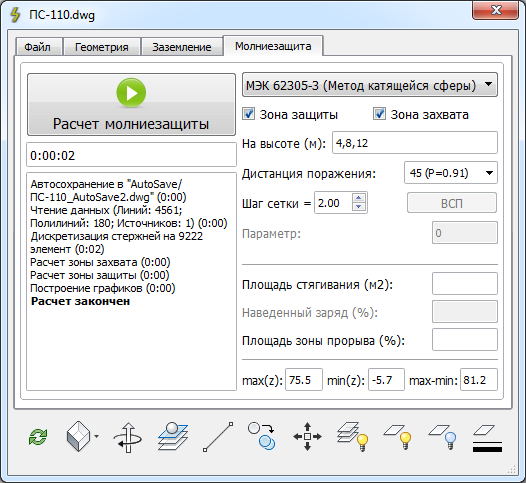 ПС-110.dwg
Файл
Геометрия
Заземление
Молниезащита
Расчет молниезащиты
0:00:02
Автосохранение в "AutoSave/
ПС-110_AutoSave2.dwg" (0:00)
Чтение данных (Линий: 4561;
Полилиний: 180; Источников: 1) (0:00)
Дискретизация стержней на 9222
элемент (0:02)
Расчет зоны захвата (0:00)
Расчет зоны защиты (0:00)
Построение графиков (0:00)
Расчет закончен
МЭК 62305-3 (Метод катящейся сферы)
Зона защиты
Зона захвата
На высоте (м): 4,8,12
Дистанция поражения: 45 (P=0.91)
Шаг сетки = 2.00
ВСП
Параметр: 0
Площадь стягивания (м2):
Наведенный заряд (%):
Площадь зоны прорыва (%):
max(z): 75.5 min(z): -5.7 max-min: 81.2